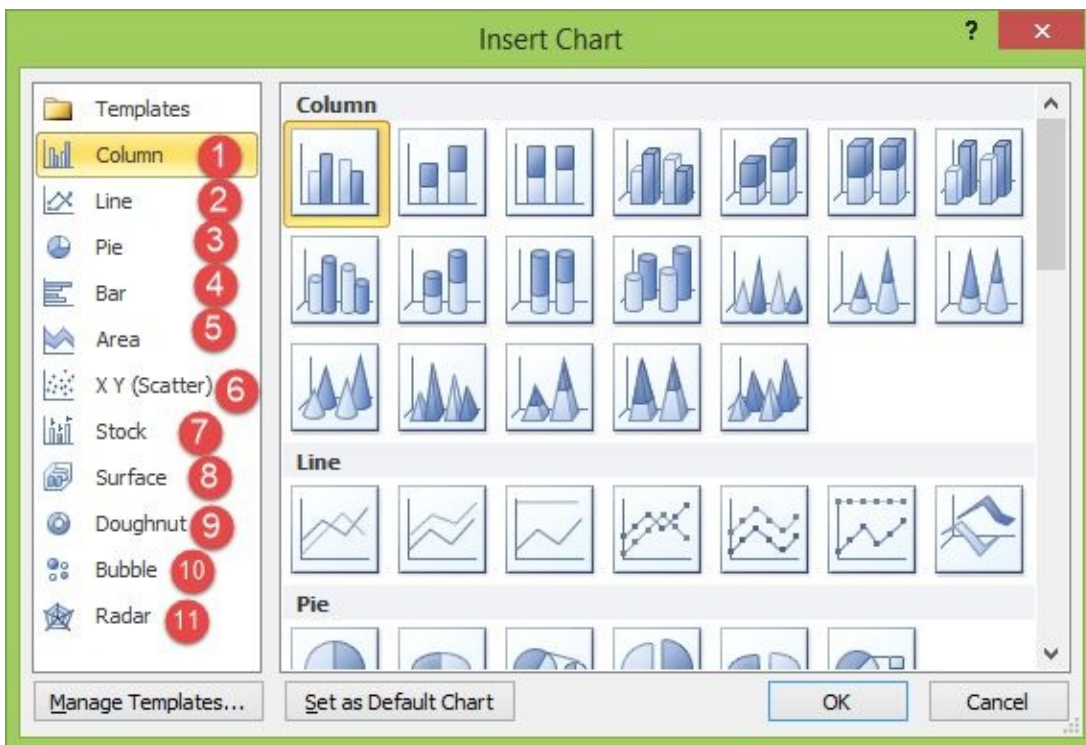 Insert Chart
?
×
Templates
Column 1
Line 2
Pie 3
Bar 4
Area 5
X Y (Scatter) 6
Stock 7
Surface 8
Doughnut 9
Bubble 10
Radar 11
Column
Line
Pie
Manage Templates...
Set as Default Chart
OK
Cancel